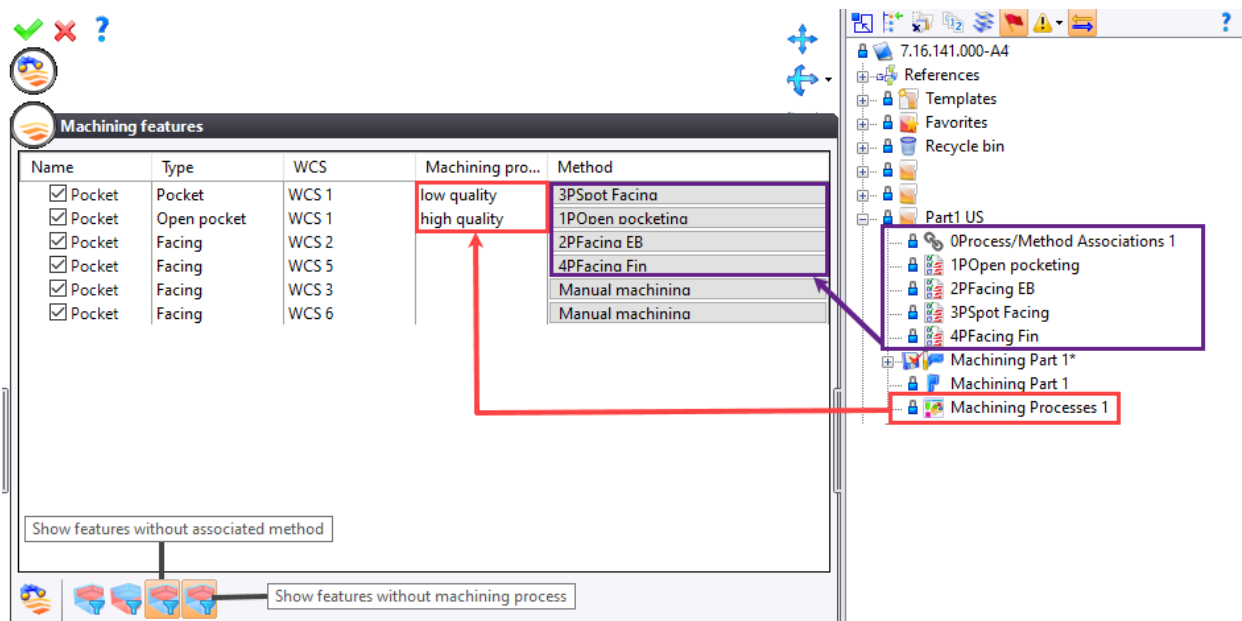 ?
Machining features
Name Type WCS Machining pro... Method
Pocket Pocket WCS 1 low quality 3PSpot Facing
Pocket Open pocket WCS 1 high quality 1POpen pocketing
Pocket Facing WCS 2 2PFacing EB
Pocket Facing WCS 5 4PFacing Fin
Pocket Facing WCS 3 Manual machining
Pocket Facing WCS 6 Manual machining
Show features without associated method
Show features without machining process
?
7.16.141.000-A4
References
Templates
Favorites
Recycle bin
Part1 US
0Process/Method Associations 1
1POpen pocketing
2PFacing EB
3PSpot Facing
4PFacing Fin
Machining Part 1*
Machining Part 1
Machining Processes 1